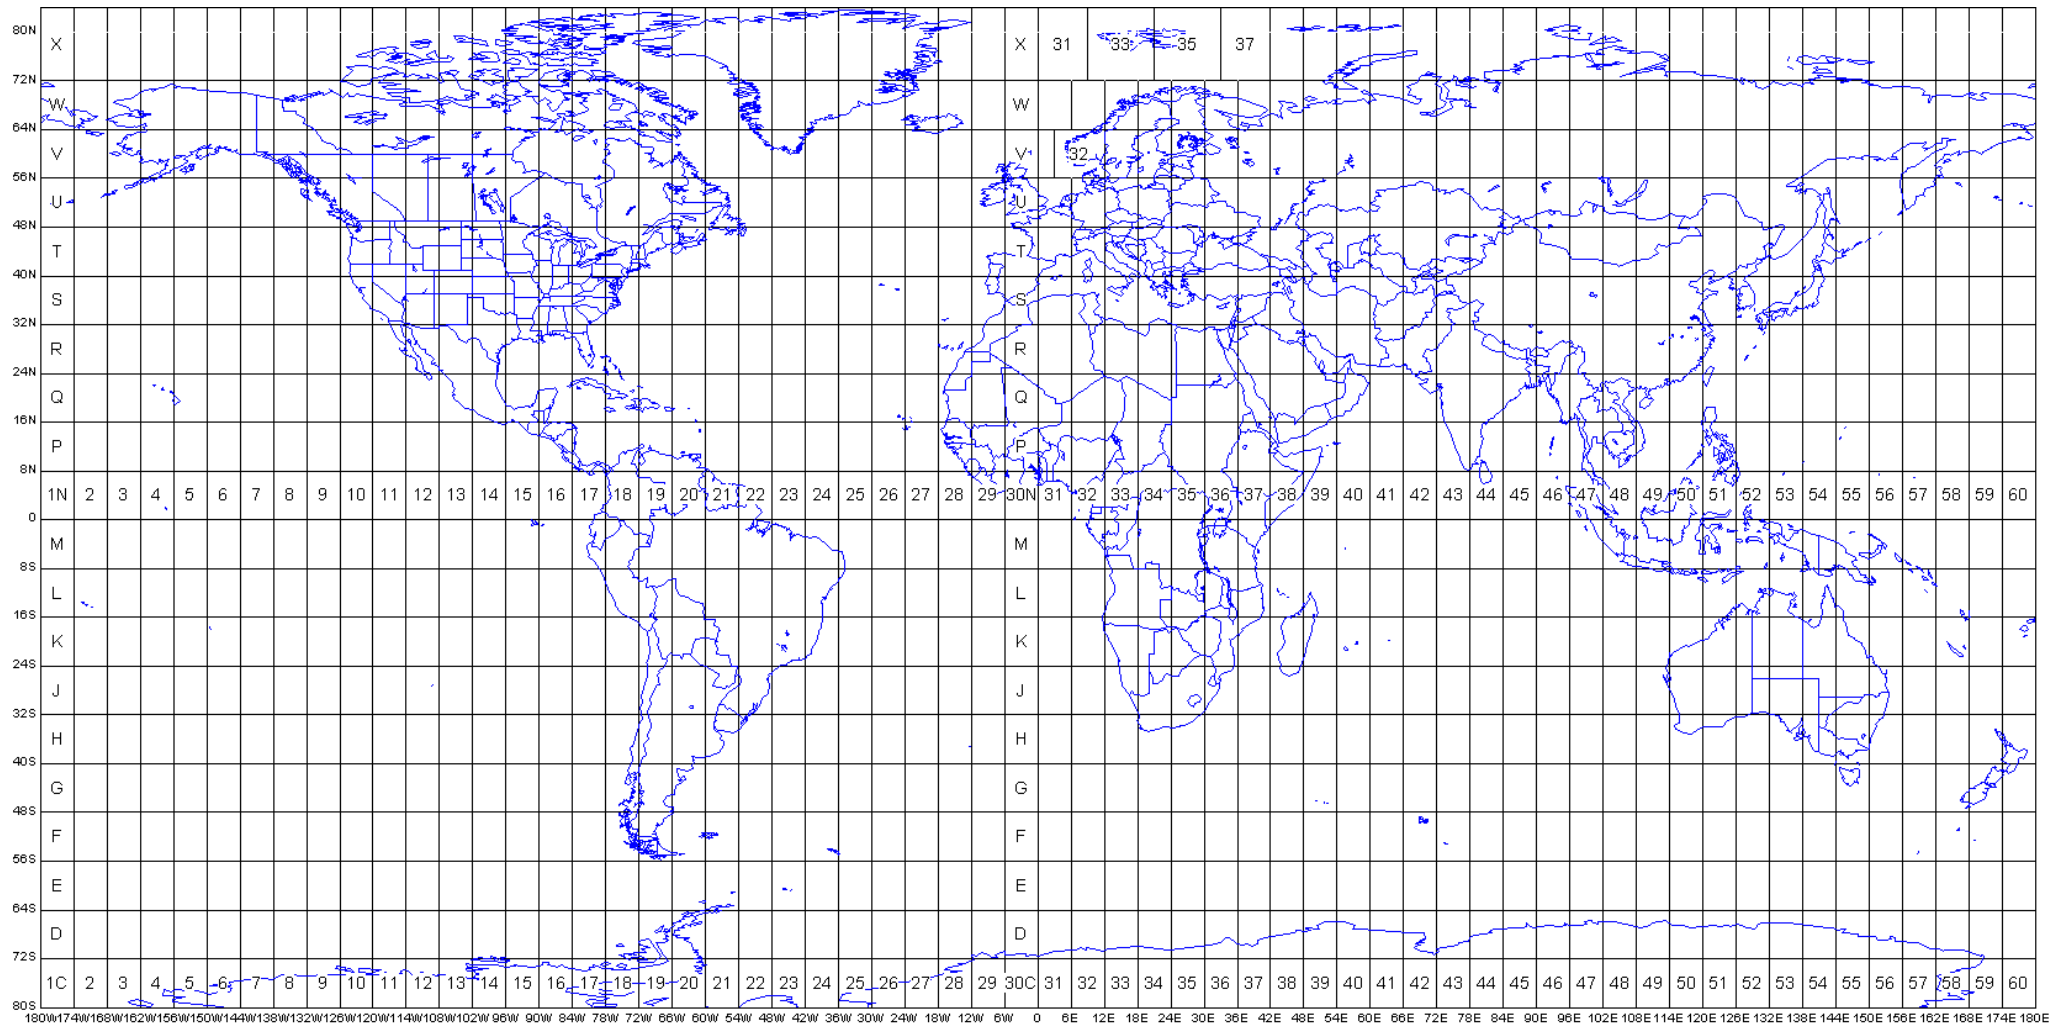 80N X X 31 33 35 37
72N
W W
64N
V V 32
56N
U U
48N
T T
40N
S S
32N
R R
24N
Q Q
16N
P P
8N
1N 2 3 4 5 6 7 8 9 10 11 12 13 14 15 16 17 18 19 20 21 22 23 24 25 26 27 28 29 30N 31 32 33 34 35 36 37 38 39 40 41 42 43 44 45 46 47 48 49 50 51 52 53 54 55 56 57 58 59 60
0
M M
8S
L L
16S
K K
24S
J J
32S
H H
40S
G G
48S
F F
56S
E E
64S
D D
72S
1C 2 3 4 5 6 7 8 9 10 11 12 13 14 15 16 17 18 19 20 21 22 23 24 25 26 27 28 29 30C 31 32 33 34 35 36 37 38 39 40 41 42 43 44 45 46 47 48 49 50 51 52 53 54 55 56 57 58 59 60
80S
180W 174W 168W 162W 156W 150W 144W 138W 132W 126W 120W 114W 108W 102W 96W 90W 84W 78W 72W 66W 60W 54W 48W 42W 36W 30W 24W 18W 12W 6W 0 6E 12E 18E 24E 30E 36E 42E 48E 54E 60E 66E 72E 78E 84E 90E 96E 102E 108E 114E 120E 126E 132E 138E 144E 150E 156E 162E 168E 174E 180E